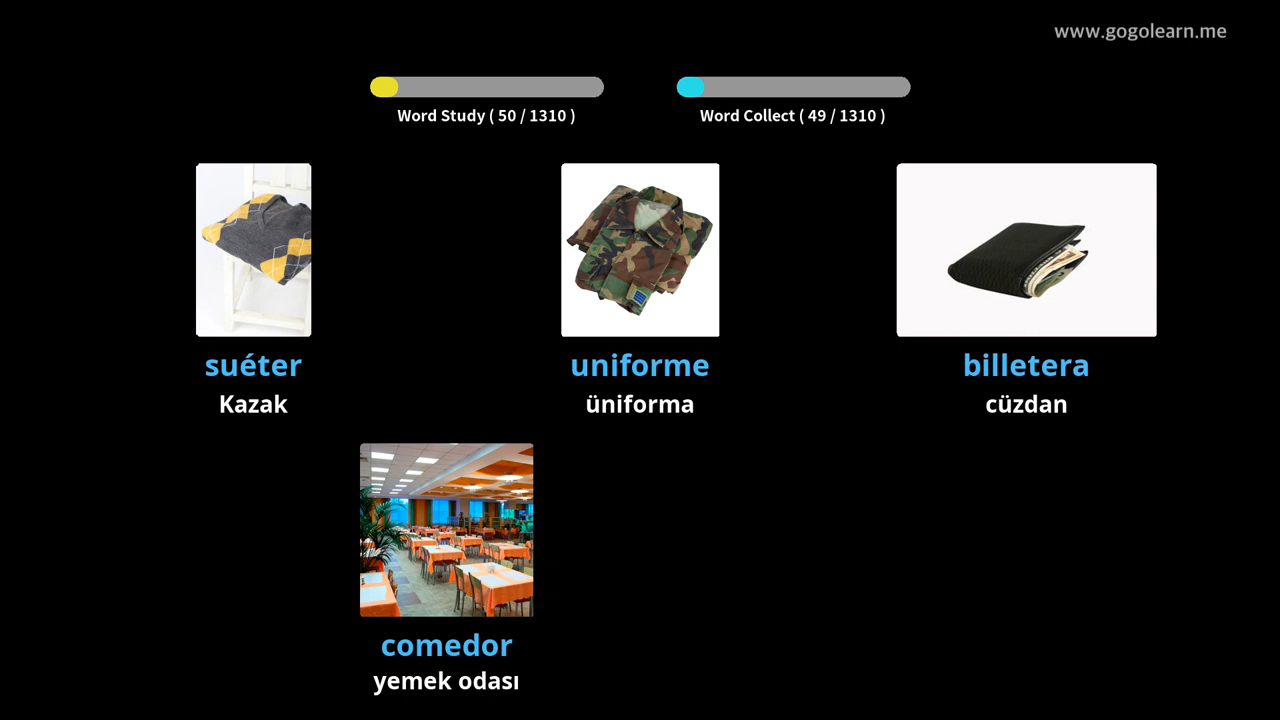 www.gogolearn.me
Word Study ( 50 / 1310 )
Word Collect ( 49 / 1310 )
suéter
Kazak
uniforme
üniforma
billetera
cüzdan
comedor
yemek odası